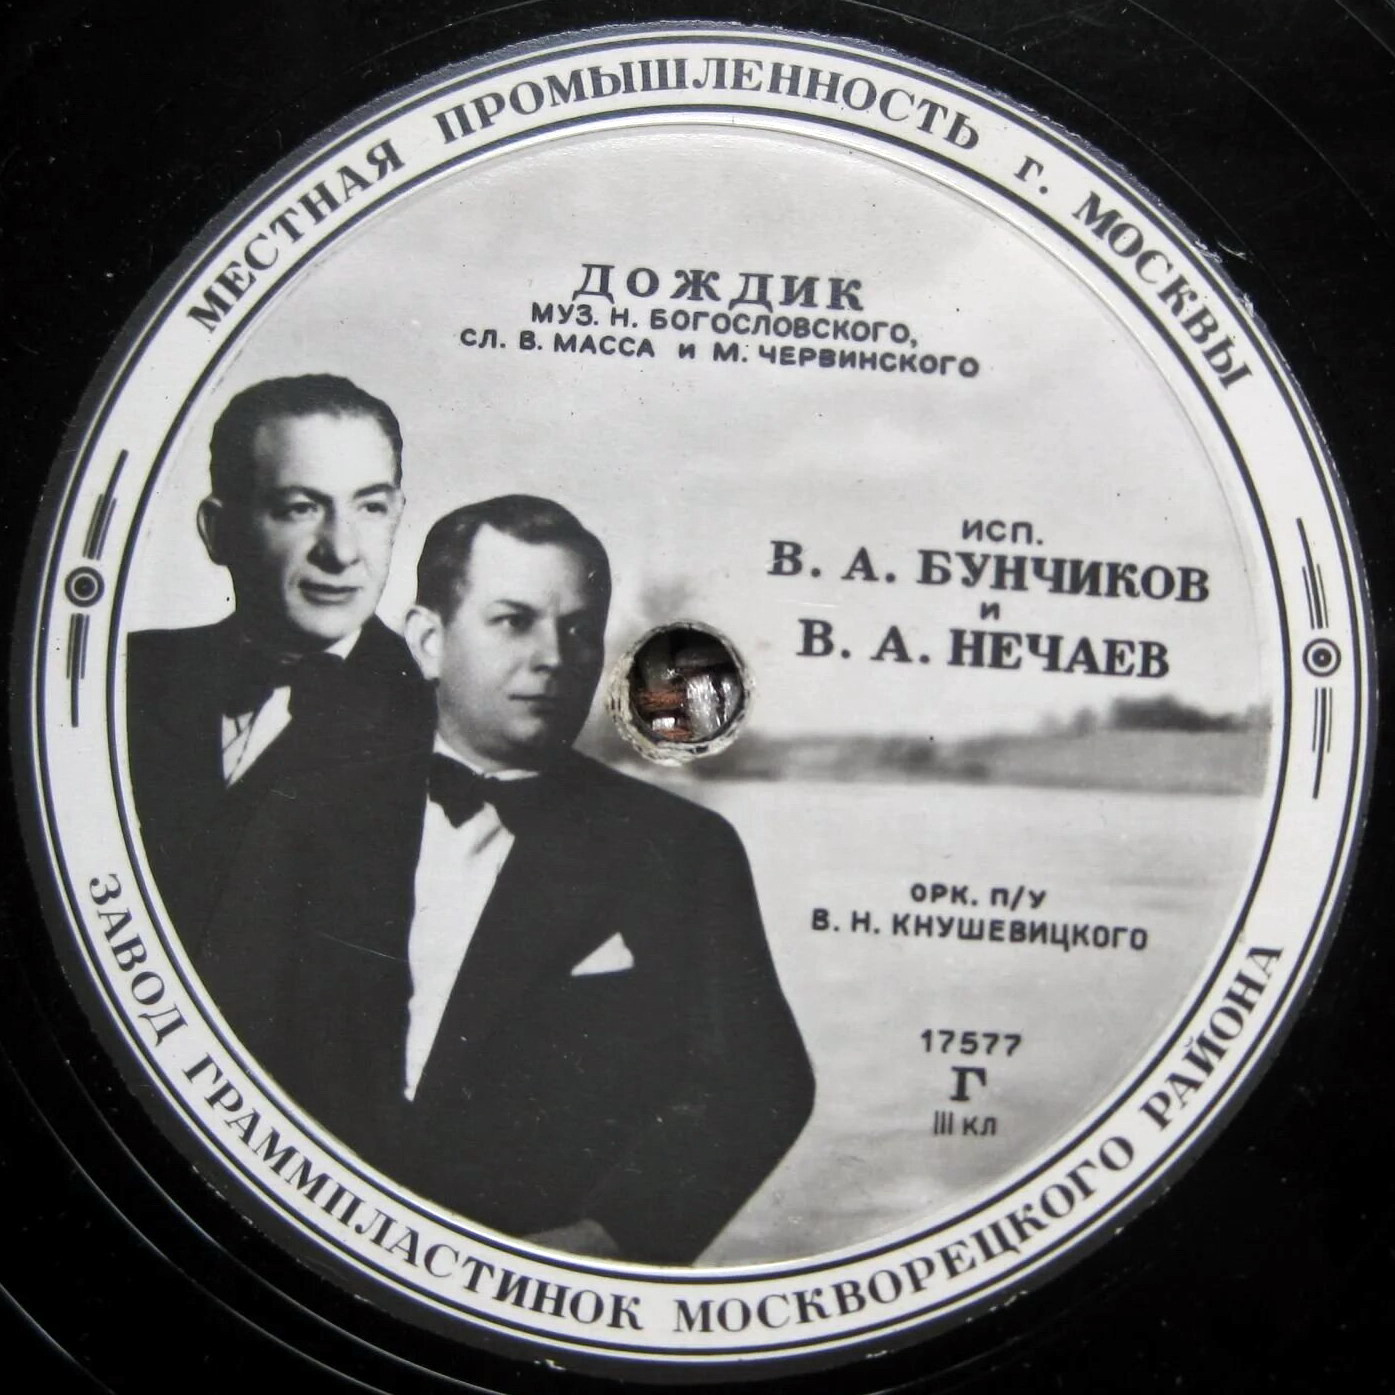 МЕСТНАЯ ПРОМЫШЛЕННОСТЬ г. МОСКВЫ
ДОЖДИК
МУЗ. Н. БОГОСЛОВСКОГО,
СЛ. В. МАССА и М. ЧЕРВИНСКОГО
ИСП.
В. А. БУНЧИКОВ
и
В. А. НЕЧАЕВ
ОРК. П/У
В. Н. КНУШЕВИЦКОГО
17577
Г
III КЛ
ЗАВОД ГРАММПЛАСТИНОК МОСКВОРЕЦКОГО РАЙОНА